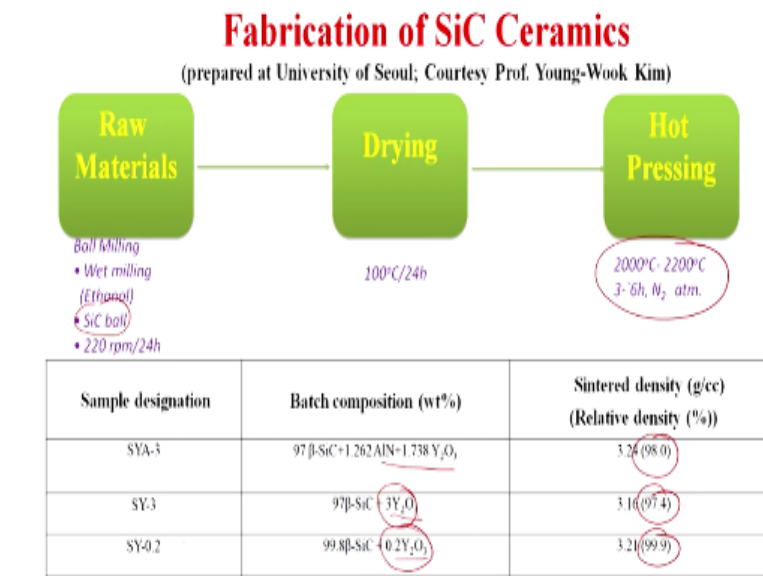 Fabrication of SiC Ceramics
(prepared at University of Seoul; Courtesy Prof. Young-Wook Kim)
Raw
Materials
Drying
Hot
Pressing
Ball Milling
• Wet milling
(Ethanol)
• SiC ball
• 220 rpm/24h
100°C/24h
2000°C- 2200°C
3- 6h, N₂ atm.
Sample designation
Batch composition (wt%)
Sintered density (g/cc)
(Relative density (%))
SYA-3
97 β-SiC+1.262 AlN+1.738 Y₂O₃
3.24 (98.0)
SY-3
97β-SiC + 3Y₂O₃
3.16 (97.4)
SY-0.2
99.8β-SiC + 0.2Y₂O₃
3.21 (99.9)